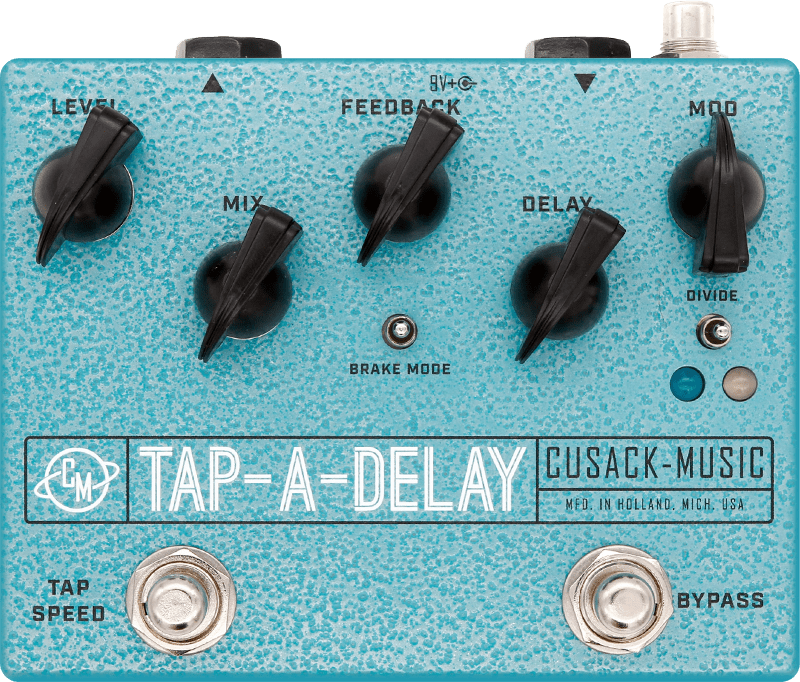 9V+
LEVEL
FEEDBACK
MOD
MIX
DELAY
DIVIDE
BRAKE MODE
CM
TAP-A-DELAY
CUSACK-MUSIC
MFD. IN HOLLAND, MICH. USA
TAP
SPEED
BYPASS